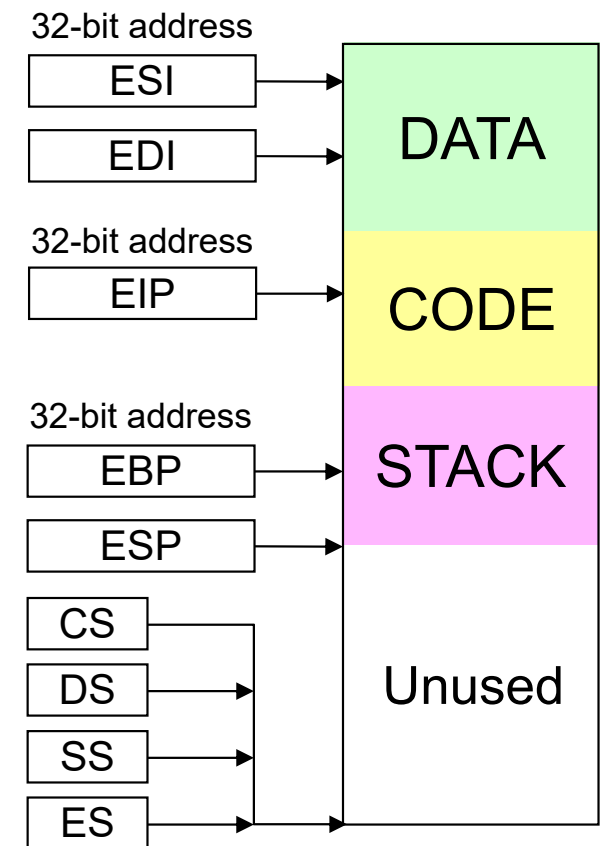 32-bit address
ESI
EDI
DATA
32-bit address
EIP
CODE
32-bit address
EBP
STACK
ESP
CS
DS
Unused
SS
ES